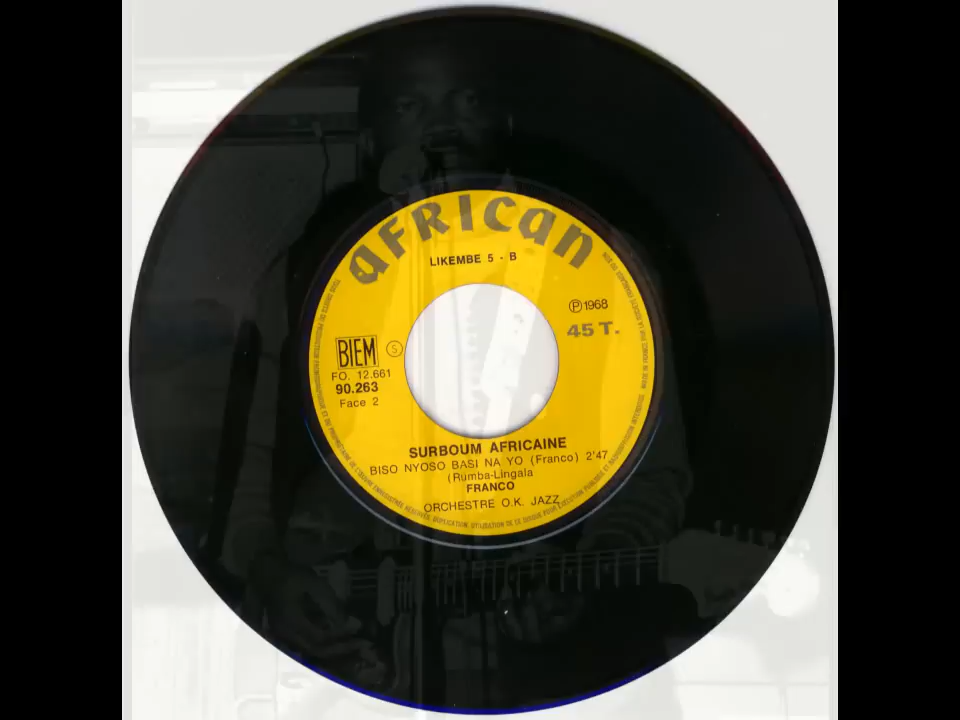 AFRICAN
LIKEMBE 5 - B
℗ 1968
45 T.
BIEM
S
FO. 12.661
90.263
Face 2
SURBOUM AFRICAINE
BISO NYOSO BASI NA YO (Franco) 2'47
(Rumba-Lingala
FRANCO
ORCHESTRE O.K. JAZZ